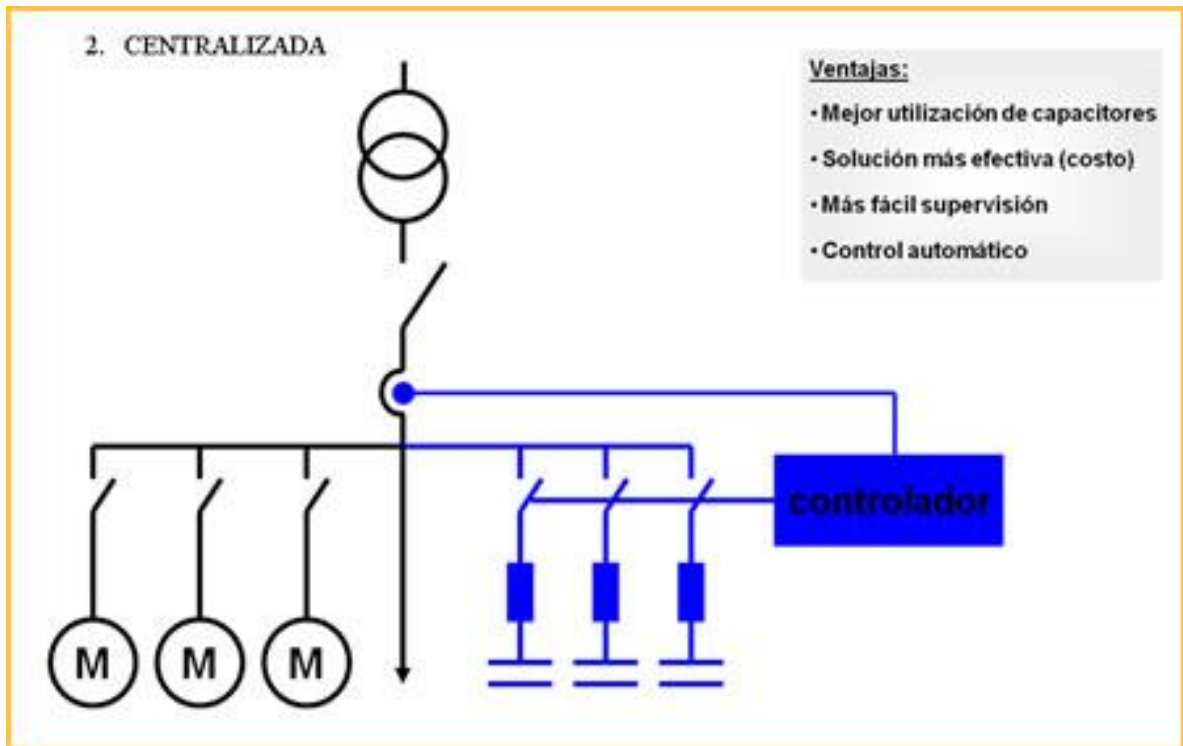 2. CENTRALIZADA
Ventajas:
• Mejor utilización de capacitores
• Solución más efectiva (costo)
• Más fácil supervisión
• Control automático
controlador
M M M